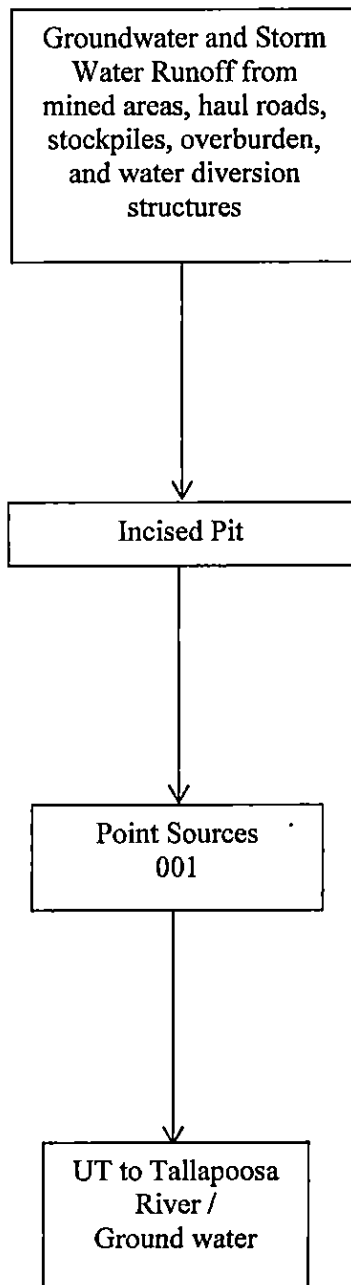 Groundwater and Storm
Water Runoff from
mined areas, haul roads,
stockpiles, overburden,
and water diversion
structures
Incised Pit
Point Sources
001
UT to Tallapoosa
River /
Ground water